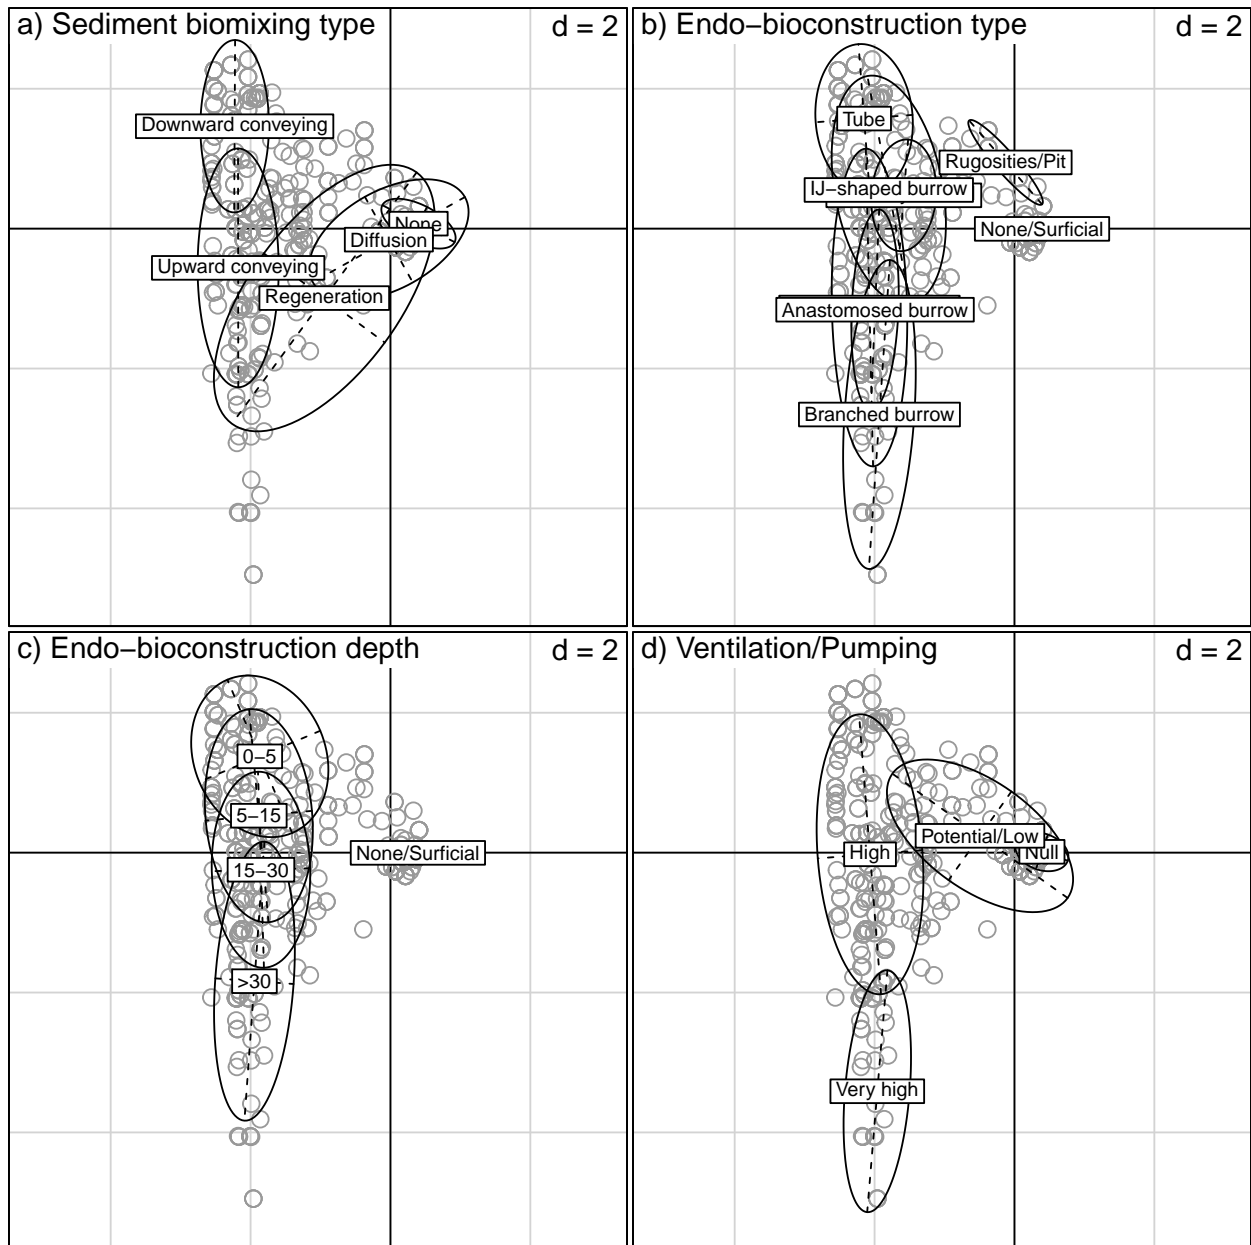 a) Sediment biomixing type
d = 2
Downward conveying
None
Diffusion
Upward conveying
Regeneration
b) Endo−bioconstruction type
d = 2
Tube
Rugosities/Pit
IJ−shaped burrow
None/Surficial
Anastomosed burrow
Branched burrow
c) Endo−bioconstruction depth
d = 2
0−5
5−15
None/Surficial
15−30
>30
d) Ventilation/Pumping
d = 2
Potential/Low
High
Null
Very high